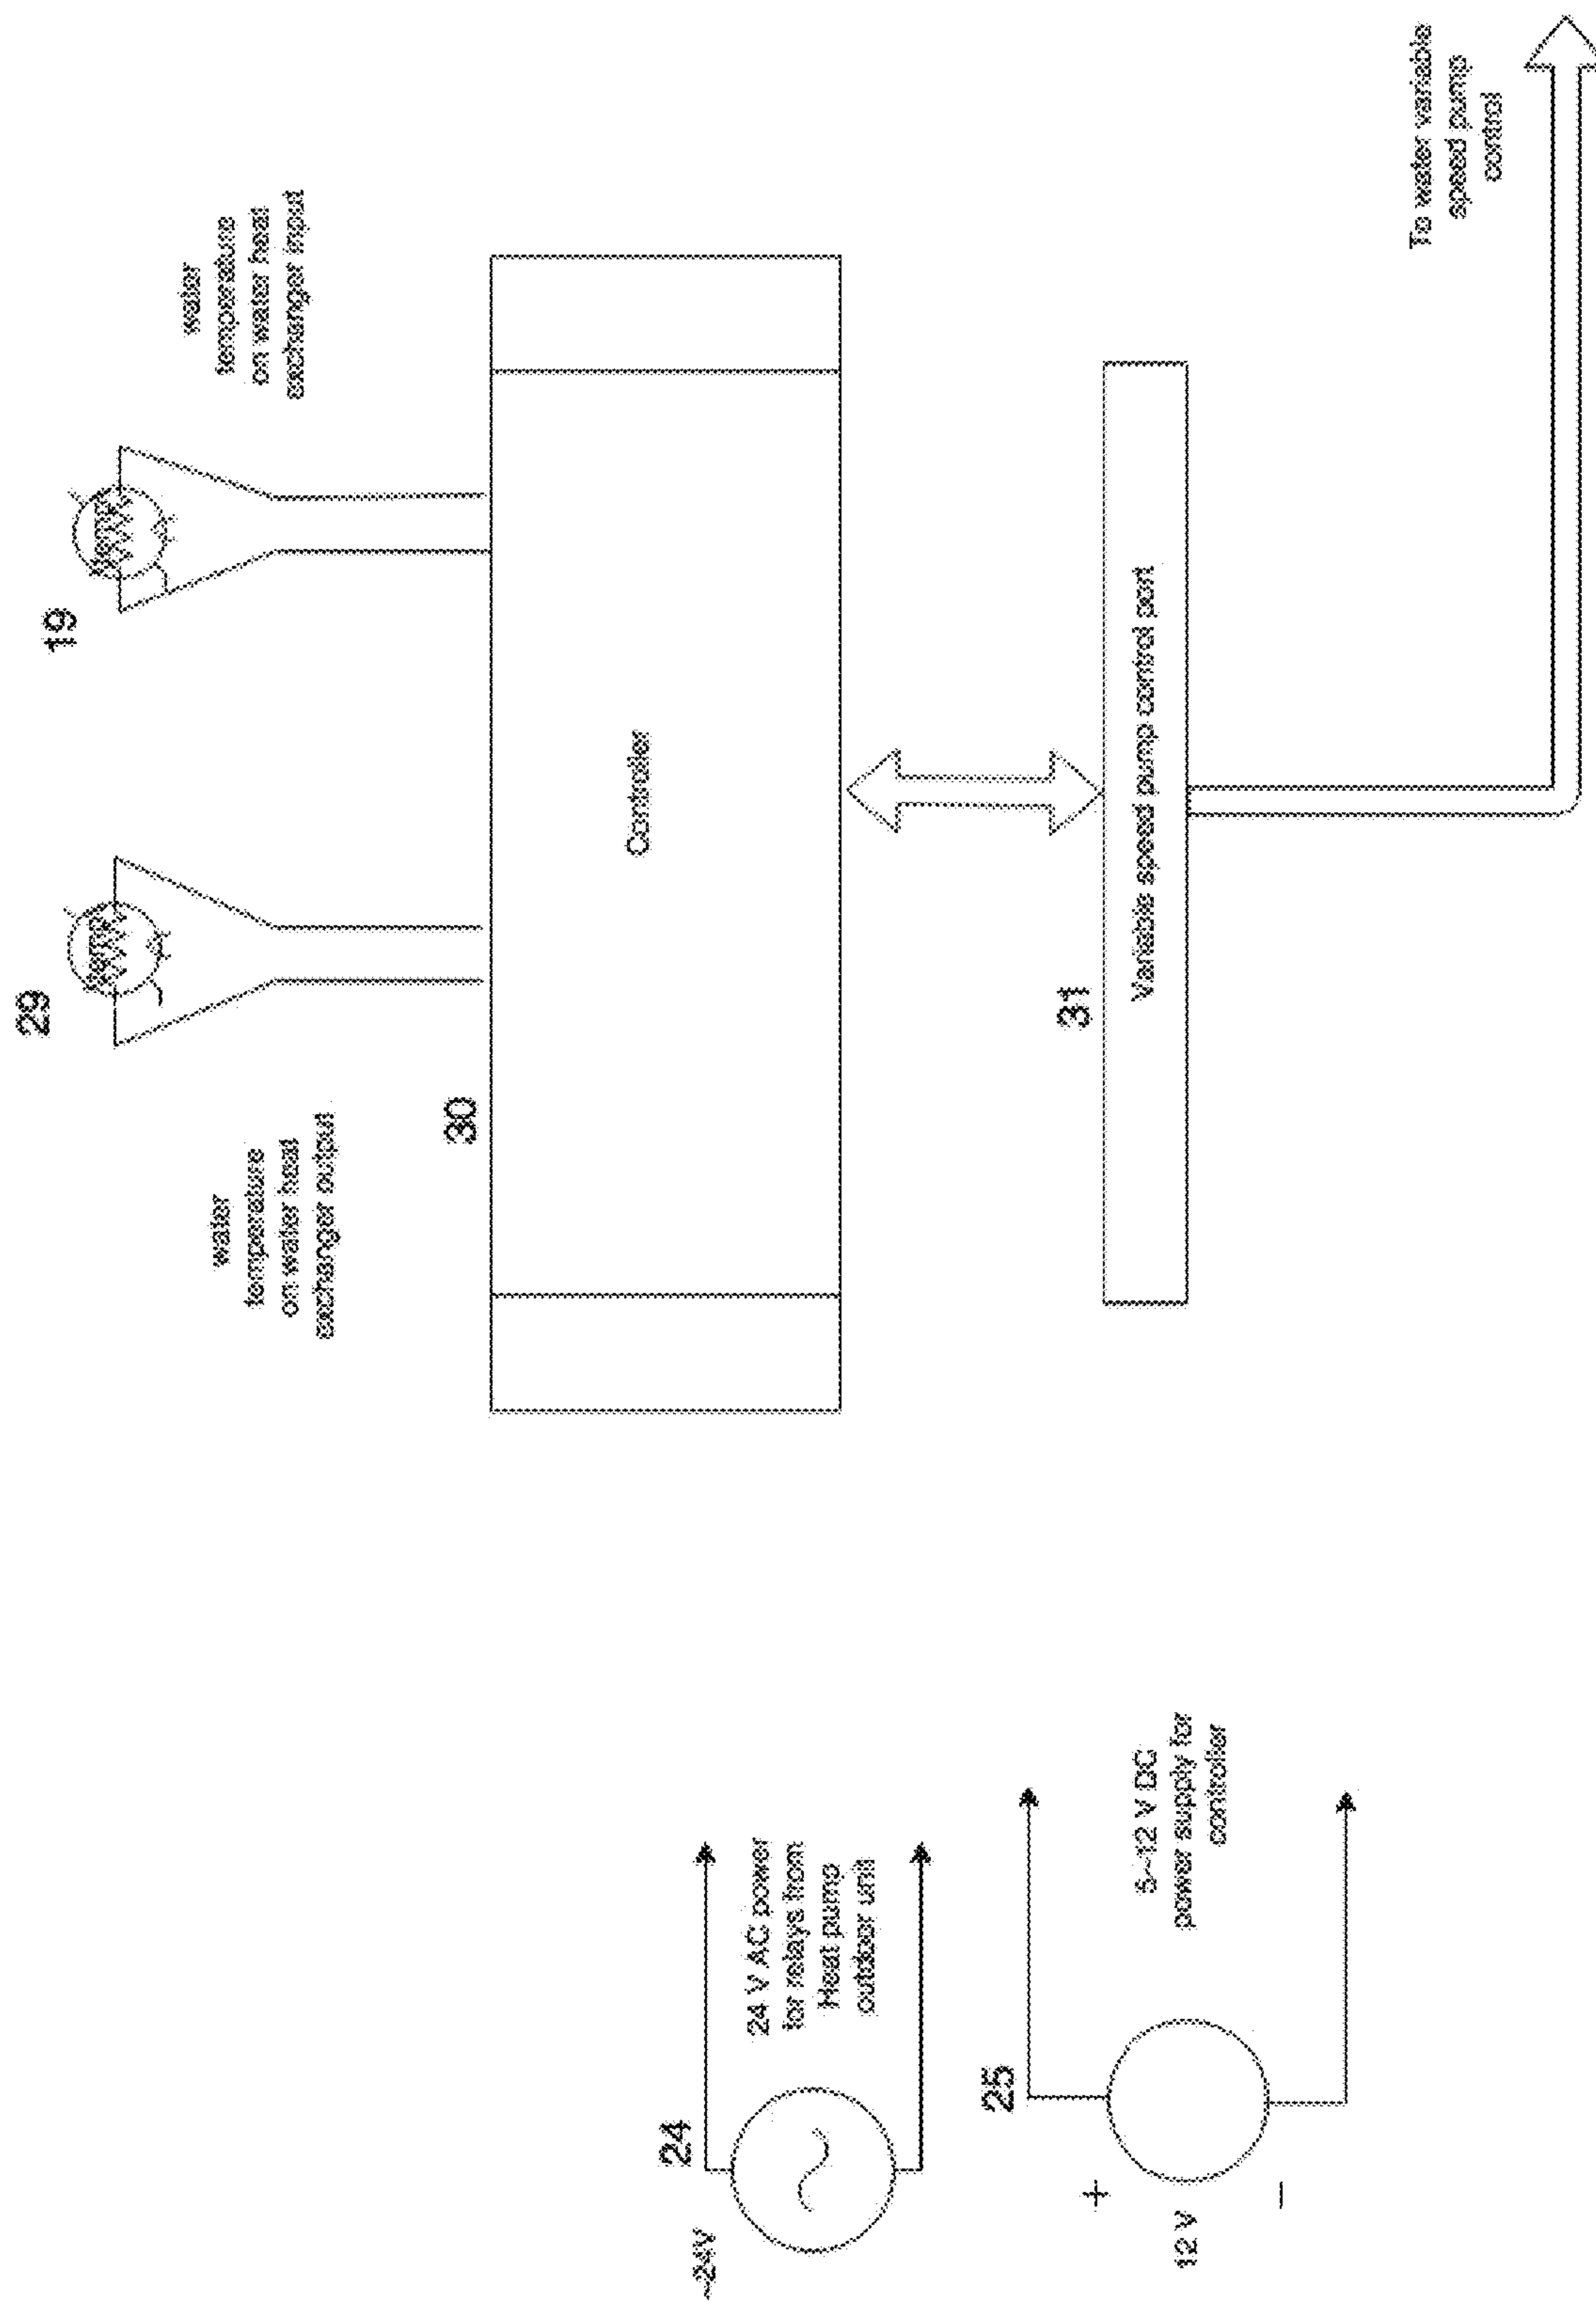 29
19
water
temperature
on water heat
exchanger output
water
temperature
on water heat
exchanger input
30
Controller
~24V
24
24 V AC power
for relays from
Heat pump
outdoor unit
25
+
12 V
–
5~12 V DC
power supply for
controller
31
Variable speed pump control port
To water variable
speed pump
control